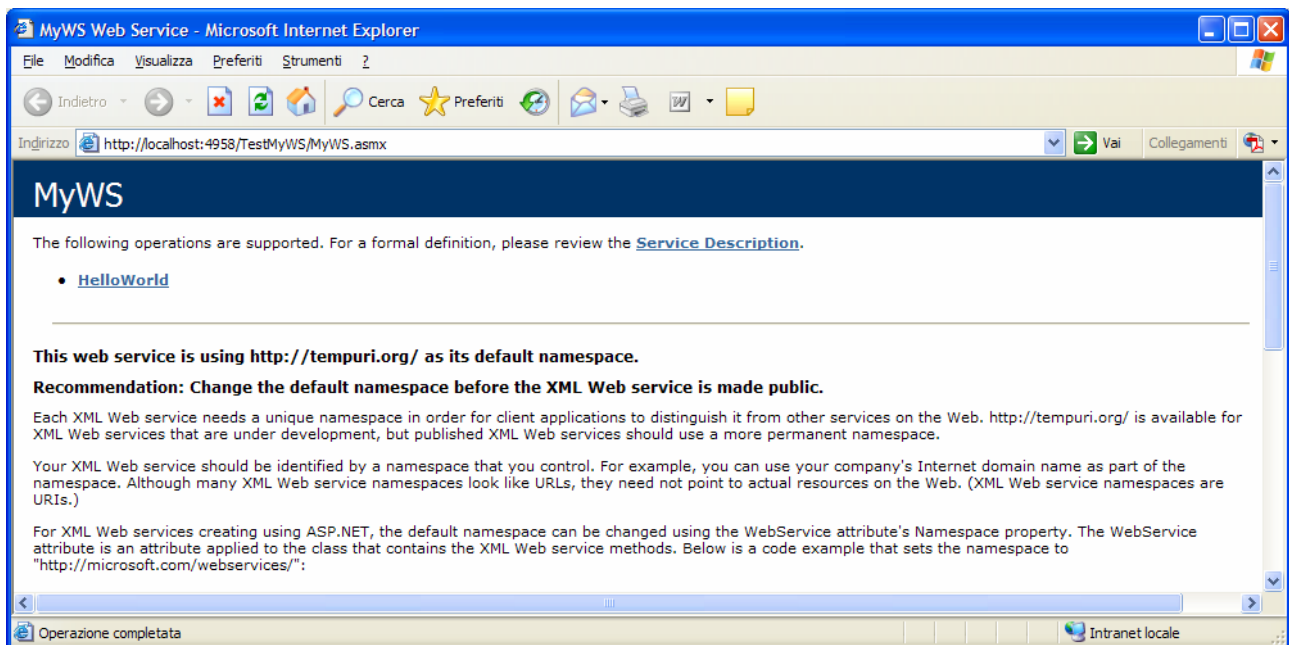 MyWS Web Service - Microsoft Internet Explorer
File Modifica Visualizza Preferiti Strumenti ?
Indietro Cerca Preferiti
Indirizzo http://localhost:4958/TestMyWS/MyWS.asmx Vai Collegamenti
MyWS
The following operations are supported. For a formal definition, please review the Service Description.
• HelloWorld
This web service is using http://tempuri.org/ as its default namespace.
Recommendation: Change the default namespace before the XML Web service is made public.
Each XML Web service needs a unique namespace in order for client applications to distinguish it from other services on the Web. http://tempuri.org/ is available for
XML Web services that are under development, but published XML Web services should use a more permanent namespace.
Your XML Web service should be identified by a namespace that you control. For example, you can use your company's Internet domain name as part of the
namespace. Although many XML Web service namespaces look like URLs, they need not point to actual resources on the Web. (XML Web service namespaces are
URIs.)
For XML Web services creating using ASP.NET, the default namespace can be changed using the WebService attribute's Namespace property. The WebService
attribute is an attribute applied to the class that contains the XML Web service methods. Below is a code example that sets the namespace to
"http://microsoft.com/webservices/":
Operazione completata Intranet locale